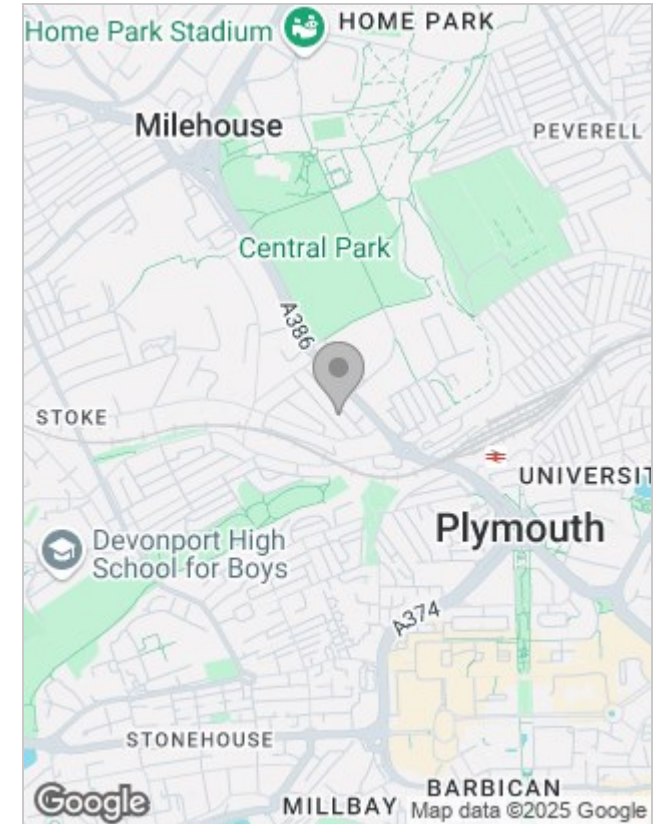 Home Park Stadium
HOME PARK
Milehouse
PEVERELL
Central Park
A386
STOKE
UNIVERSIT
Plymouth
Devonport High
School for Boys
A374
STONEHOUSE
BARBICAN
MILLBAY
Google
Map data ©2025 Google